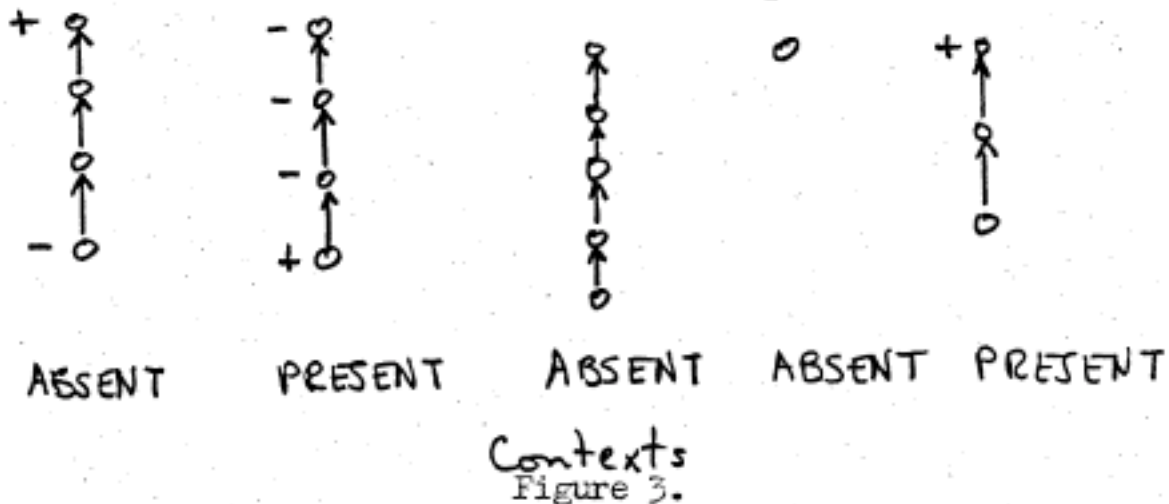 + - +
-
-
- +
ABSENT PRESENT ABSENT ABSENT PRESENT
Contexts
Figure 3.